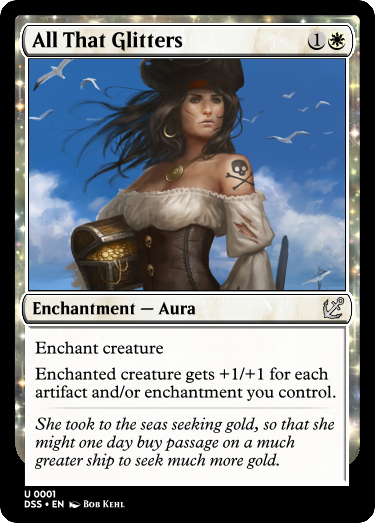 All That Glitters 1
Enchantment — Aura
Enchant creature
Enchanted creature gets +1/+1 for each
artifact and/or enchantment you control.
She took to the seas seeking gold, so that she
might one day buy passage on a much
greater ship to seek much more gold.
U 0001
DSS • EN Bob Kehl